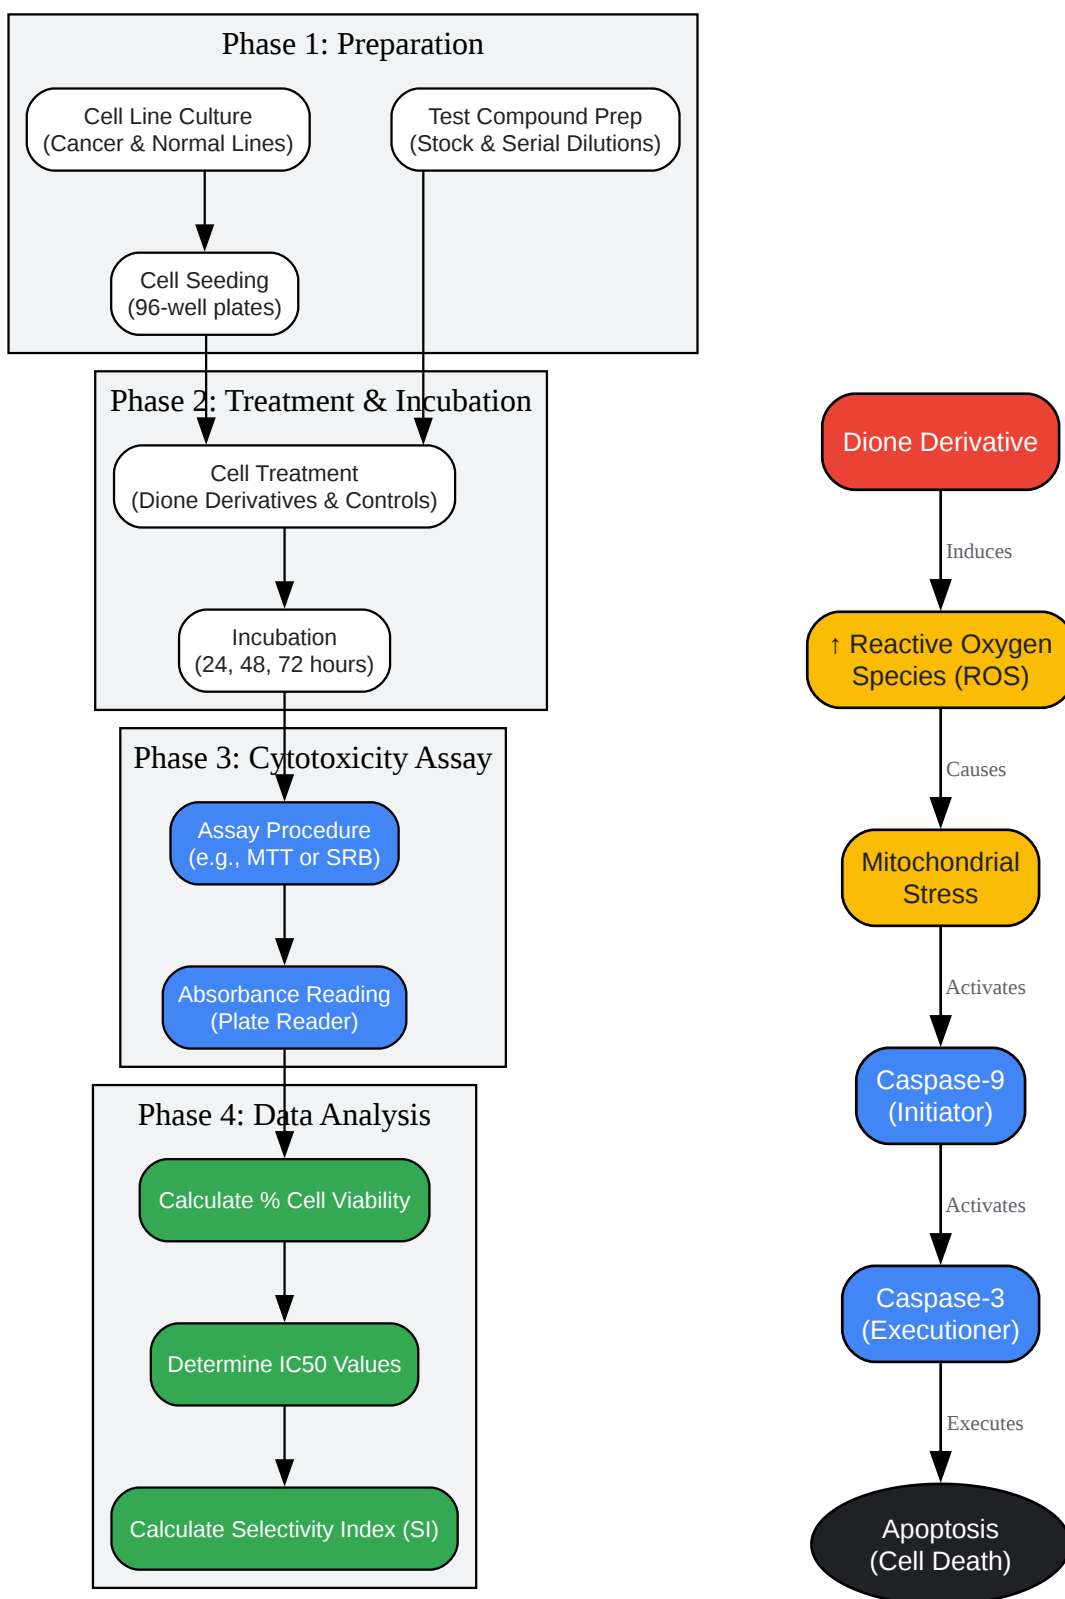 Phase 1: Preparation
Cell Line Culture
(Cancer & Normal Lines)
Test Compound Prep
(Stock & Serial Dilutions)
Cell Seeding
(96-well plates)
Phase 2: Treatment & Incubation
Cell Treatment
(Dione Derivatives & Controls)
Incubation
(24, 48, 72 hours)
Phase 3: Cytotoxicity Assay
Assay Procedure
(e.g., MTT or SRB)
Absorbance Reading
(Plate Reader)
Phase 4: Data Analysis
Calculate % Cell Viability
Determine IC50 Values
Calculate Selectivity Index (SI)
Dione Derivative
Induces
↑ Reactive Oxygen
Species (ROS)
Causes
Mitochondrial
Stress
Activates
Caspase-9
(Initiator)
Activates
Caspase-3
(Executioner)
Executes
Apoptosis
(Cell Death)